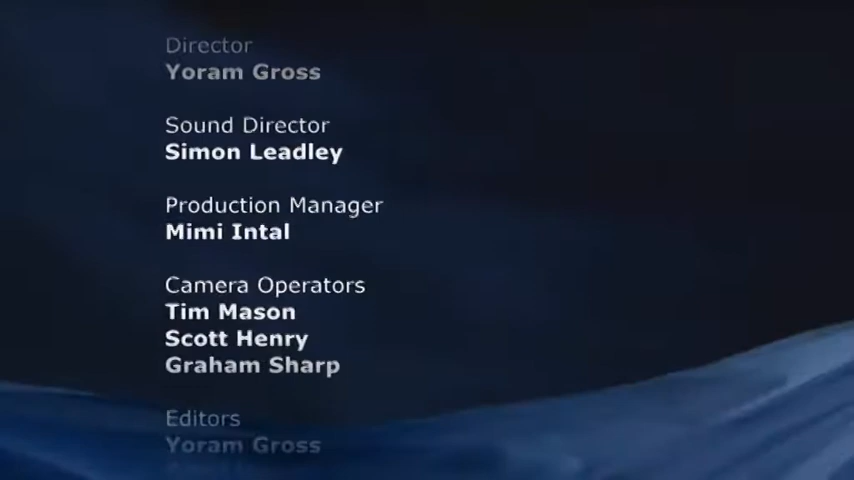 Director
Yoram Gross
Sound Director
Simon Leadley
Production Manager
Mimi Intal
Camera Operators
Tim Mason
Scott Henry
Graham Sharp
Editors
Yoram Gross